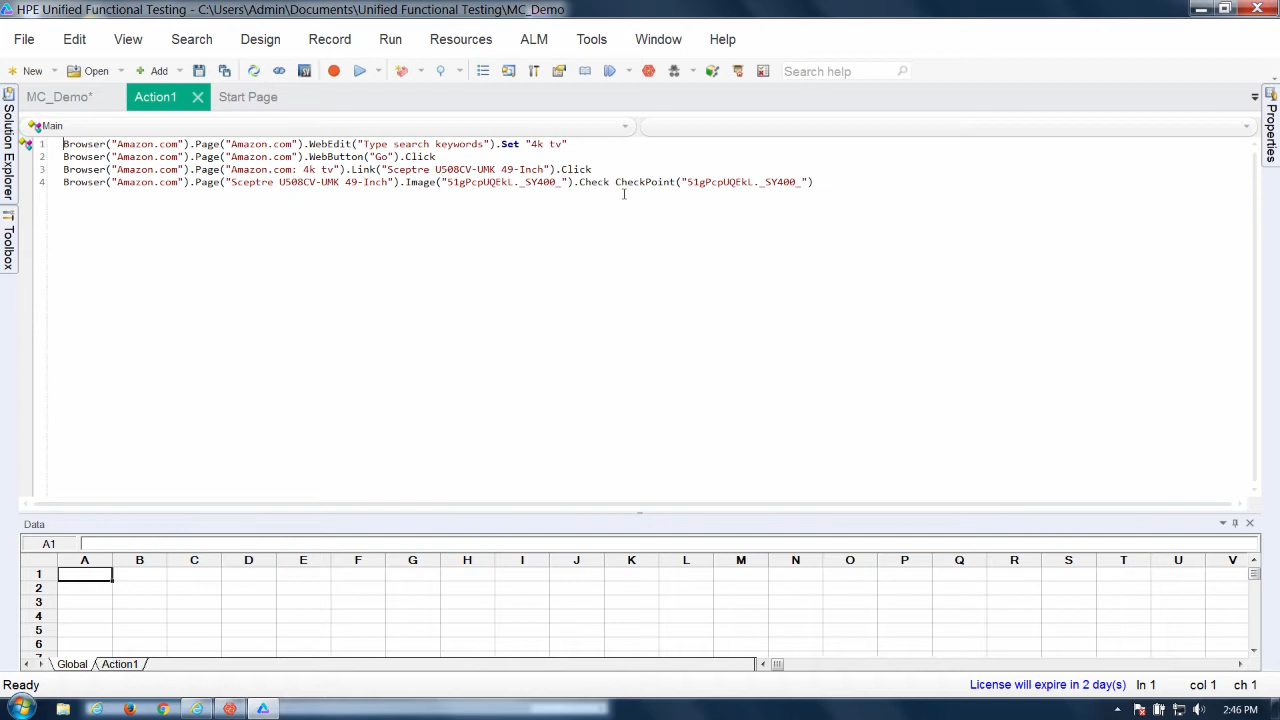 HPE Unified Functional Testing - C:\Users\Admin\Documents\Unified Functional Testing\MC_Demo
File Edit View Search Design Record Run Resources ALM Tools Window Help
New Open Add Search help
MC_Demo* Action1 Start Page
Solution Explorer
Toolbox
Properties
Main
1 Browser("Amazon.com").Page("Amazon.com").WebEdit("Type search keywords").Set "4k tv"
2 Browser("Amazon.com").Page("Amazon.com").WebButton("Go").Click
3 Browser("Amazon.com").Page("Amazon.com: 4k tv").Link("Sceptre U508CV-UMK 49-Inch").Click
4 Browser("Amazon.com").Page("Sceptre U508CV-UMK 49-Inch").Image("51gPcpUQEkL._SY400_").Check CheckPoint("51gPcpUQEkL._SY400_")
Data
A1
A B C D E F G H I J K L M N O P Q R S T U V
1
2
3
4
5
6
7
Global Action1
Ready License will expire in 2 day(s) ln 1 col 1 ch 1
2:46 PM